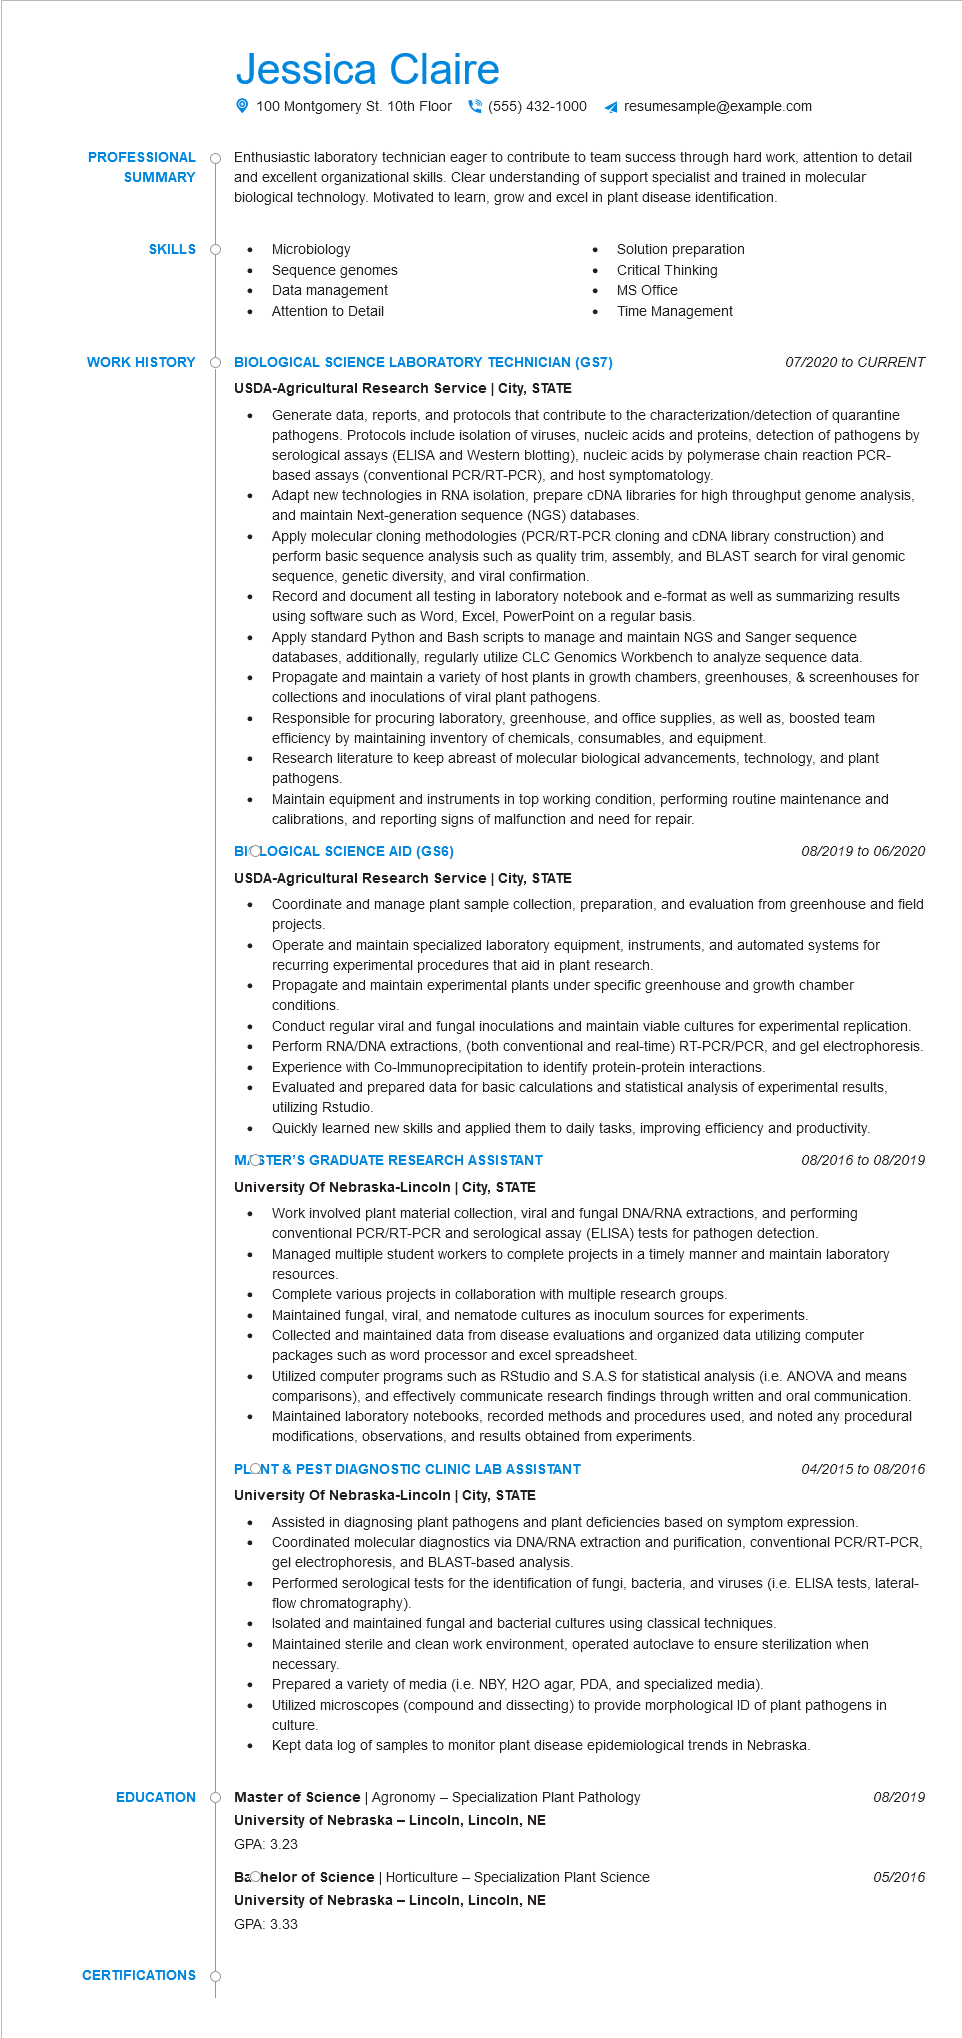 Jessica Claire
100 Montgomery St. 10th Floor (555) 432-1000 resumesample@example.com
PROFESSIONAL SUMMARY
Enthusiastic laboratory technician eager to contribute to team success through hard work, attention to detail
and excellent organizational skills. Clear understanding of support specialist and trained in molecular
biological technology. Motivated to learn, grow and excel in plant disease identification.
SKILLS
• Microbiology
• Sequence genomes
• Data management
• Attention to Detail
• Solution preparation
• Critical Thinking
• MS Office
• Time Management
WORK HISTORY
BIOLOGICAL SCIENCE LABORATORY TECHNICIAN (GS7) 07/2020 to CURRENT
USDA-Agricultural Research Service | City, STATE
• Generate data, reports, and protocols that contribute to the characterization/detection of quarantine
pathogens. Protocols include isolation of viruses, nucleic acids and proteins, detection of pathogens by
serological assays (ELISA and Western blotting), nucleic acids by polymerase chain reaction PCR-
based assays (conventional PCR/RT-PCR), and host symptomatology.
• Adapt new technologies in RNA isolation, prepare cDNA libraries for high throughput genome analysis,
and maintain Next-generation sequence (NGS) databases.
• Apply molecular cloning methodologies (PCR/RT-PCR cloning and cDNA library construction) and
perform basic sequence analysis such as quality trim, assembly, and BLAST search for viral genomic
sequence, genetic diversity, and viral confirmation.
• Record and document all testing in laboratory notebook and e-format as well as summarizing results
using software such as Word, Excel, PowerPoint on a regular basis.
• Apply standard Python and Bash scripts to manage and maintain NGS and Sanger sequence
databases, additionally, regularly utilize CLC Genomics Workbench to analyze sequence data.
• Propagate and maintain a variety of host plants in growth chambers, greenhouses, & screenhouses for
collections and inoculations of viral plant pathogens.
• Responsible for procuring laboratory, greenhouse, and office supplies, as well as, boosted team
efficiency by maintaining inventory of chemicals, consumables, and equipment.
• Research literature to keep abreast of molecular biological advancements, technology, and plant
pathogens.
• Maintain equipment and instruments in top working condition, performing routine maintenance and
calibrations, and reporting signs of malfunction and need for repair.
BIOLOGICAL SCIENCE AID (GS6) 08/2019 to 06/2020
USDA-Agricultural Research Service | City, STATE
• Coordinate and manage plant sample collection, preparation, and evaluation from greenhouse and field
projects.
• Operate and maintain specialized laboratory equipment, instruments, and automated systems for
recurring experimental procedures that aid in plant research.
• Propagate and maintain experimental plants under specific greenhouse and growth chamber
conditions.
• Conduct regular viral and fungal inoculations and maintain viable cultures for experimental replication.
• Perform RNA/DNA extractions, (both conventional and real-time) RT-PCR/PCR, and gel electrophoresis.
• Experience with Co-Immunoprecipitation to identify protein-protein interactions.
• Evaluated and prepared data for basic calculations and statistical analysis of experimental results,
utilizing Rstudio.
• Quickly learned new skills and applied them to daily tasks, improving efficiency and productivity.
MASTER'S GRADUATE RESEARCH ASSISTANT 08/2016 to 08/2019
University Of Nebraska-Lincoln | City, STATE
• Work involved plant material collection, viral and fungal DNA/RNA extractions, and performing
conventional PCR/RT-PCR and serological assay (ELISA) tests for pathogen detection.
• Managed multiple student workers to complete projects in a timely manner and maintain laboratory
resources.
• Complete various projects in collaboration with multiple research groups.
• Maintained fungal, viral, and nematode cultures as inoculum sources for experiments.
• Collected and maintained data from disease evaluations and organized data utilizing computer
packages such as word processor and excel spreadsheet.
• Utilized computer programs such as RStudio and S.A.S for statistical analysis (i.e. ANOVA and means
comparisons), and effectively communicate research findings through written and oral communication.
• Maintained laboratory notebooks, recorded methods and procedures used, and noted any procedural
modifications, observations, and results obtained from experiments.
PLANT & PEST DIAGNOSTIC CLINIC LAB ASSISTANT 04/2015 to 08/2016
University Of Nebraska-Lincoln | City, STATE
• Assisted in diagnosing plant pathogens and plant deficiencies based on symptom expression.
• Coordinated molecular diagnostics via DNA/RNA extraction and purification, conventional PCR/RT-PCR,
gel electrophoresis, and BLAST-based analysis.
• Performed serological tests for the identification of fungi, bacteria, and viruses (i.e. ELISA tests, lateral-
flow chromatography).
• Isolated and maintained fungal and bacterial cultures using classical techniques.
• Maintained sterile and clean work environment, operated autoclave to ensure sterilization when
necessary.
• Prepared a variety of media (i.e. NBY, H2O agar, PDA, and specialized media).
• Utilized microscopes (compound and dissecting) to provide morphological ID of plant pathogens in
culture.
• Kept data log of samples to monitor plant disease epidemiological trends in Nebraska.
EDUCATION
Master of Science | Agronomy – Specialization Plant Pathology 08/2019
University of Nebraska – Lincoln, Lincoln, NE
GPA: 3.23
Bachelor of Science | Horticulture – Specialization Plant Science 05/2016
University of Nebraska – Lincoln, Lincoln, NE
GPA: 3.33
CERTIFICATIONS